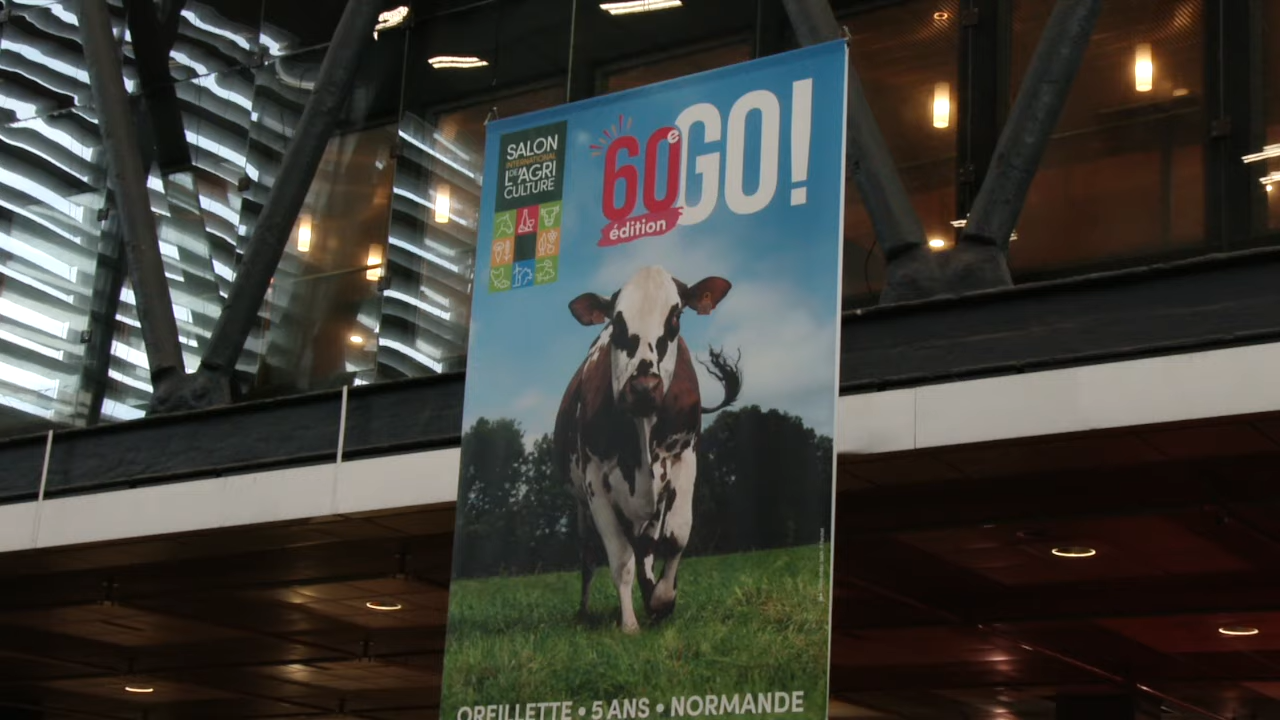 SALON
INTERNATIONAL
DE L'AGRI
CULTURE
60e GO!
édition
OREILLETTE • 5 ANS • NORMANDE